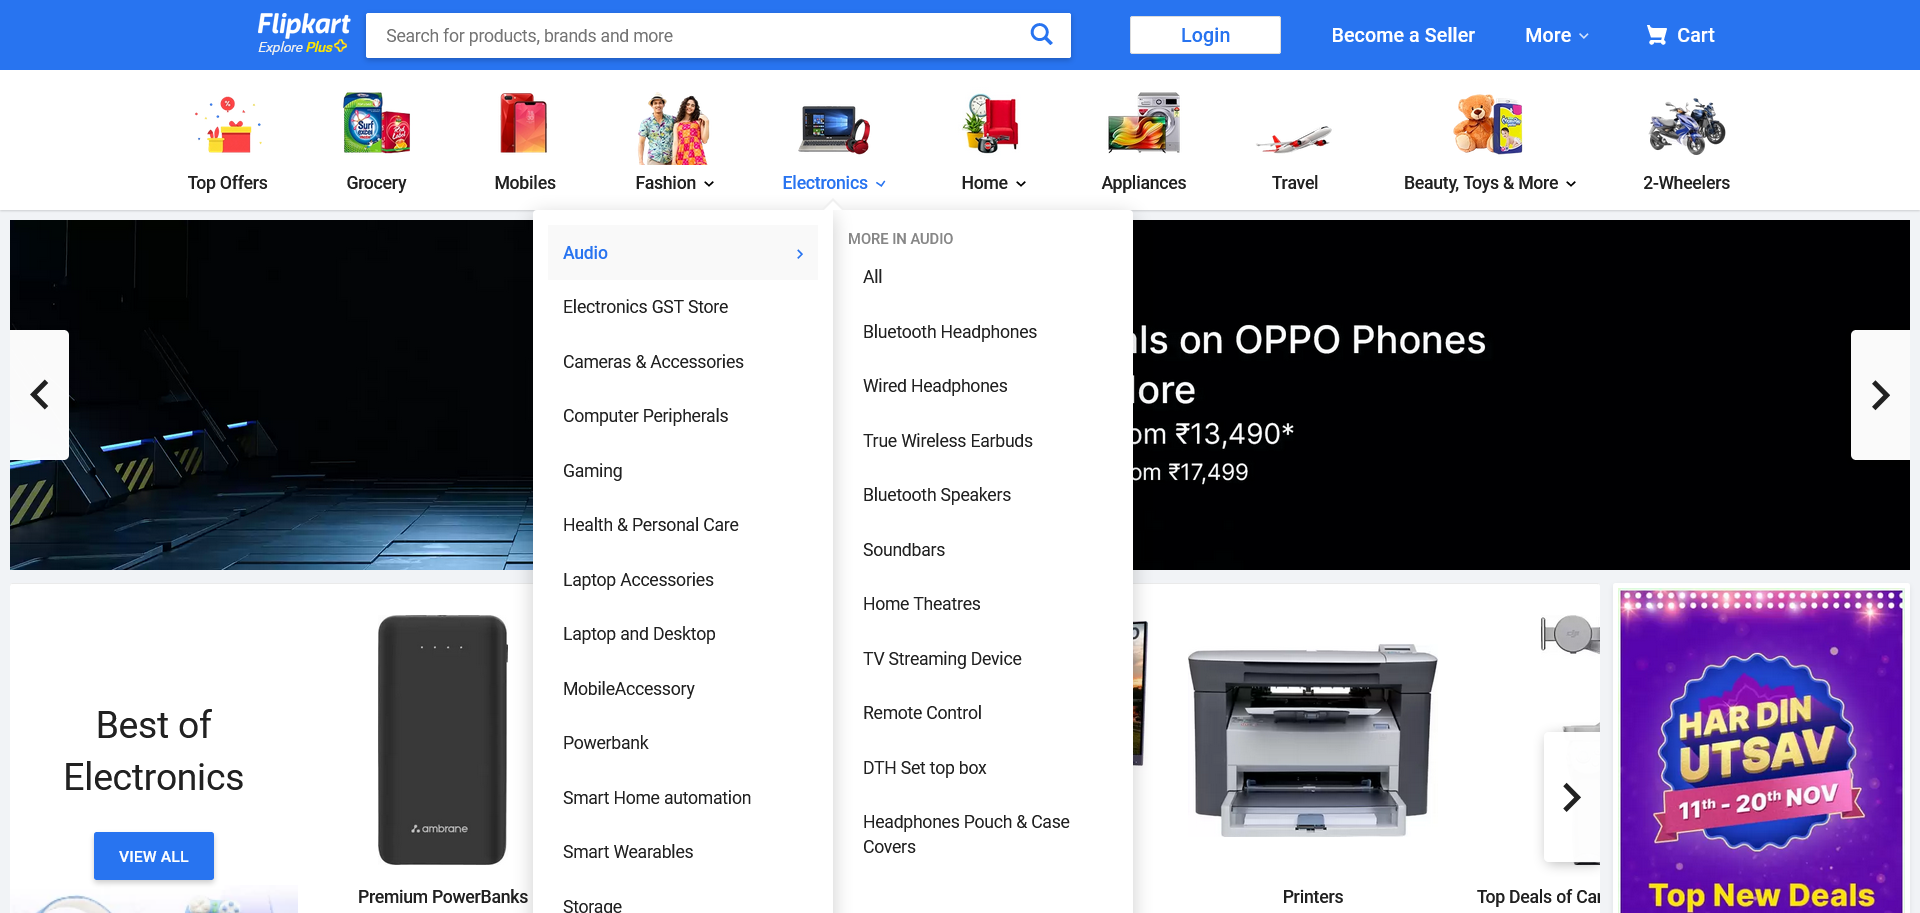 Flipkart
Explore Plus
Search for products, brands and more
Login
Become a Seller
More
Cart
Top Offers
Grocery
Mobiles
Fashion
Electronics
Home
Appliances
Travel
Beauty, Toys & More
2-Wheelers
Audio
Electronics GST Store
Cameras & Accessories
Computer Peripherals
Gaming
Health & Personal Care
Laptop Accessories
Laptop and Desktop
MobileAccessory
Powerbank
Smart Home automation
Smart Wearables
Storage
MORE IN AUDIO
All
Bluetooth Headphones
Wired Headphones
True Wireless Earbuds
Bluetooth Speakers
Soundbars
Home Theatres
TV Streaming Device
Remote Control
DTH Set top box
Headphones Pouch & Case
Covers
ls on OPPO Phones
ore
om ₹13,490*
om ₹17,499
Best of
Electronics
VIEW ALL
ambrane
Premium PowerBanks
Printers
Top Deals of Ca
HAR DIN
UTSAV
11th - 20th NOV
Top New Deals